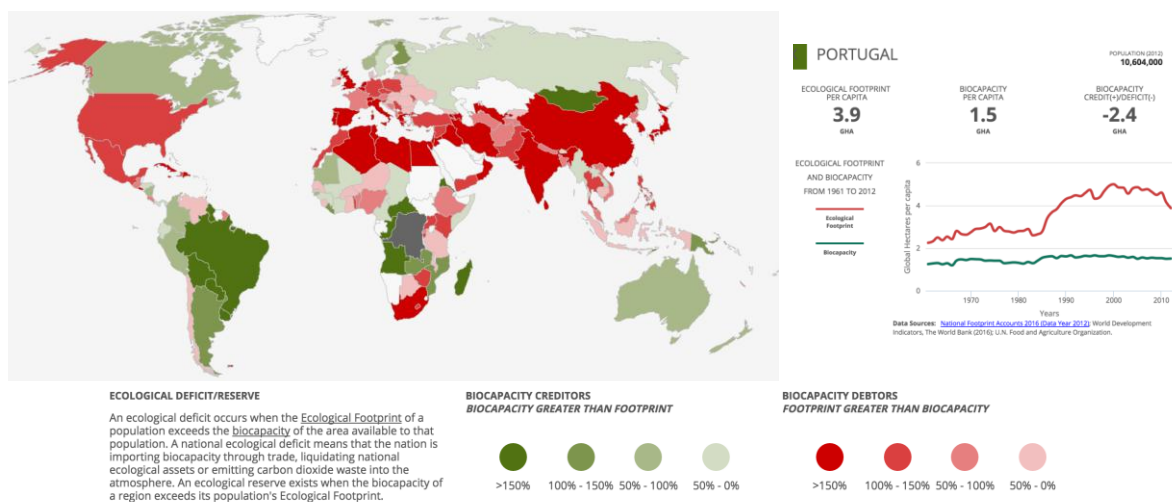 PORTUGAL
POPULATION (2012)
10,604,000
ECOLOGICAL FOOTPRINT
PER CAPITA
3.9
GHA
BIOCAPACITY
PER CAPITA
1.5
GHA
BIOCAPACITY
CREDIT(+)/DEFICIT(-)
-2.4
GHA
ECOLOGICAL FOOTPRINT
AND BIOCAPACITY
FROM 1961 TO 2012
Ecological
Footprint
Biocapacity
Global Hectares per capita
6
4
2
0
1970 1980 1990 2000 2010
Years
Data Sources: National Footprint Accounts 2016 (Data Year 2012); World Development
Indicators, The World Bank (2016); U.N. Food and Agriculture Organization.
ECOLOGICAL DEFICIT/RESERVE
An ecological deficit occurs when the Ecological Footprint of a
population exceeds the biocapacity of the area available to that
population. A national ecological deficit means that the nation is
importing biocapacity through trade, liquidating national
ecological assets or emitting carbon dioxide waste into the
atmosphere. An ecological reserve exists when the biocapacity of
a region exceeds its population's Ecological Footprint.
BIOCAPACITY CREDITORS
BIOCAPACITY GREATER THAN FOOTPRINT
>150% 100% - 150% 50% - 100% 50% - 0%
BIOCAPACITY DEBTORS
FOOTPRINT GREATER THAN BIOCAPACITY
>150% 100% - 150% 50% - 100% 50% - 0%